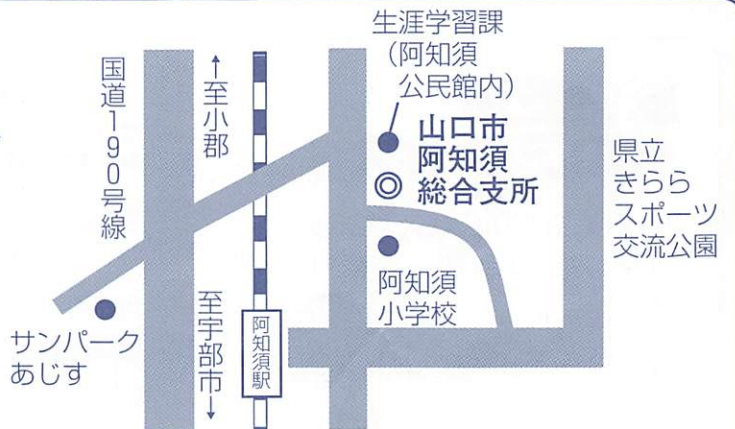 生涯学習課
（阿知須
公民館内）
国道190号線
↑至小郡
山口市
阿知須
◎ 総合支所
県立
きらら
スポーツ
交流公園
阿知須
小学校
サンパーク
あじす
至宇部市↓
阿知須駅